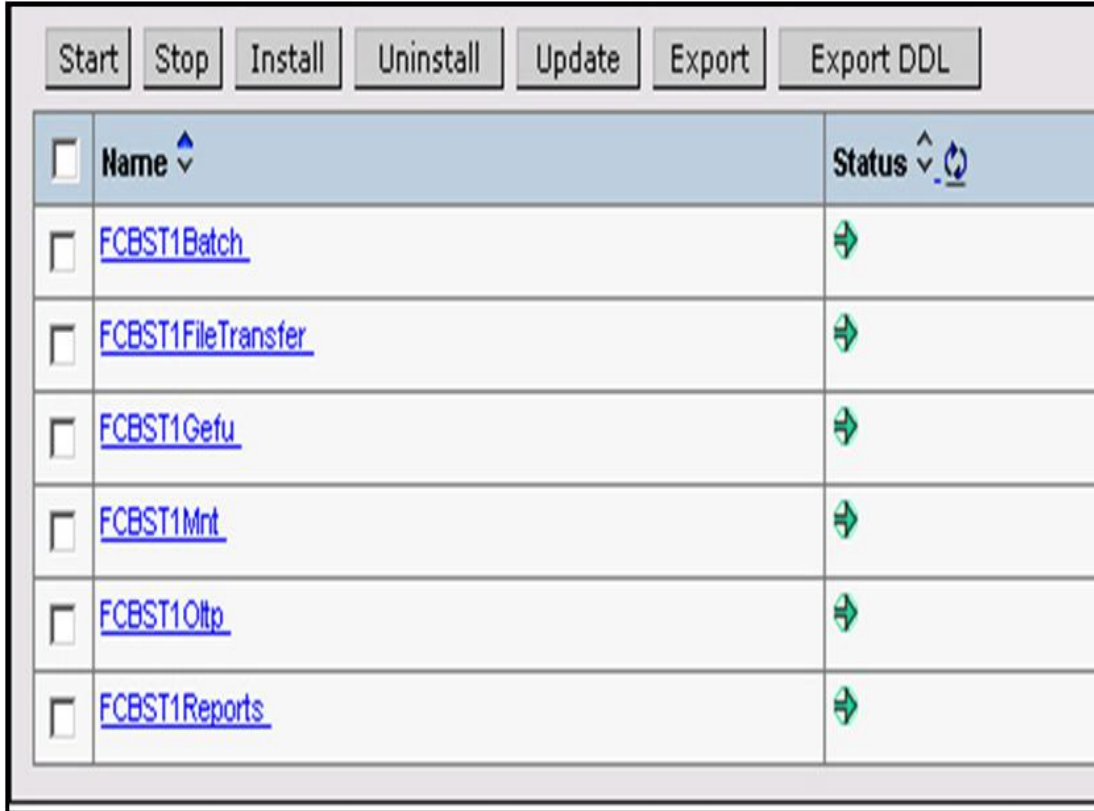 Start Stop Install Uninstall Update Export Export DDL
Name Status
FCBST1Batch
FCBST1FileTransfer
FCBST1Gefu
FCBST1Mnt
FCBST1Oltp
FCBST1Reports